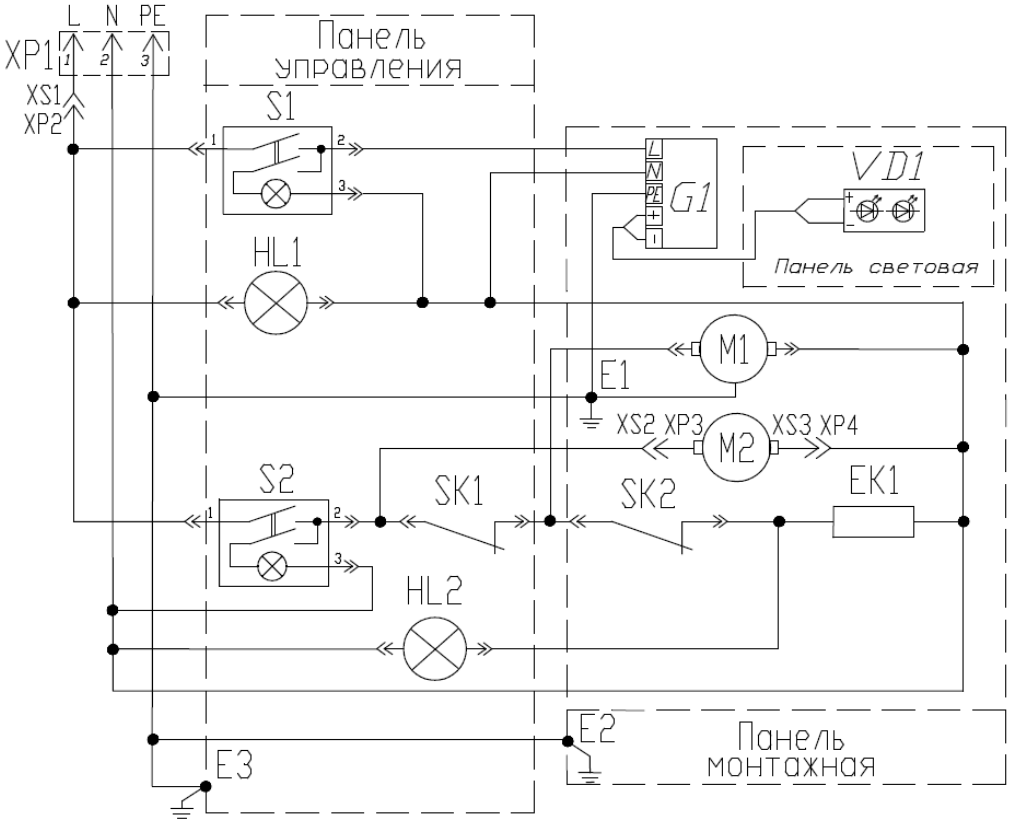 L N PE
XP1
1 2 3
XS1
XP2
Панель
управления
S1
1 2
3
L
N
PE
+
-
G1
VD1
+
-
Панель световая
HL1
M1
E1
XS2 XP3
M2
XS3 XP4
S2
1 2
3
SK1
SK2
EK1
HL2
E2
Панель
монтажная
E3